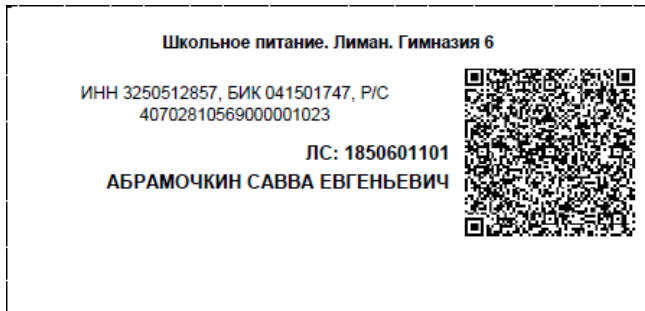 Школьное питание. Лиман. Гимназия 6
ИНН 3250512857, БИК 041501747, Р/С
40702810569000001023
ЛС: 1850601101
АБРАМОЧКИН САВВА ЕВГЕНЬЕВИЧ